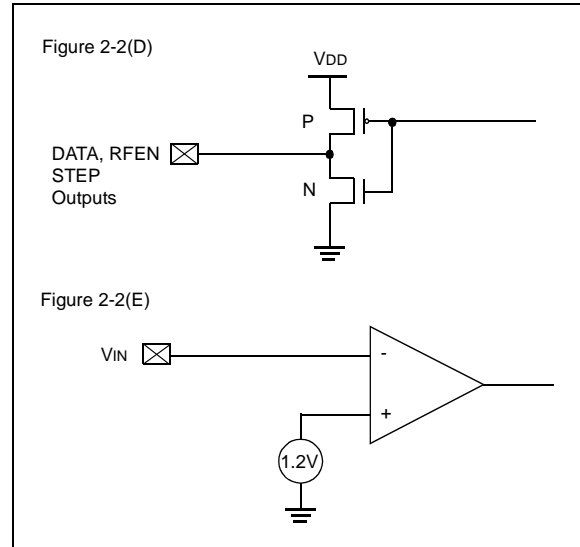 Figure 2-2(D)
VDD
P
DATA, RFEN
STEP
Outputs
N
Figure 2-2(E)
VIN
-
+
1.2V